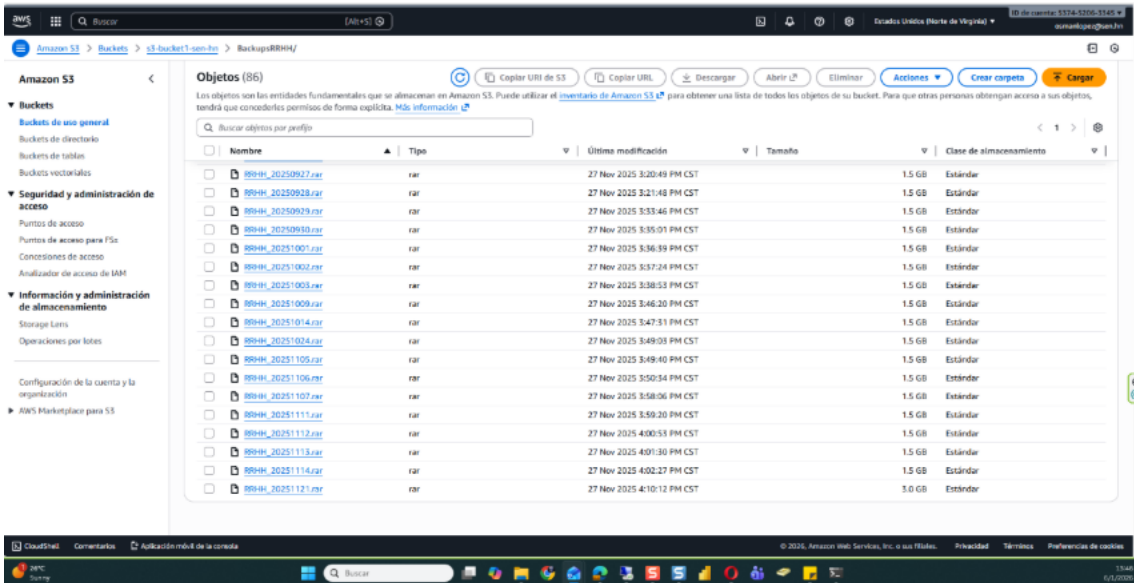 aws Buscar [Alt+S] Estados Unidos (Norte de Virginia) ID de cuenta: 5374-5206-3345
osmanlopez@sen.hn
Amazon S3 > Buckets > s3-bucket1-sen-hn > BackupsRRHH/
Amazon S3
Buckets
Buckets de uso general
Buckets de directorio
Buckets de tablas
Buckets vectoriales
Seguridad y administración de acceso
Puntos de acceso
Puntos de acceso para FSx
Concesiones de acceso
Analizador de acceso de IAM
Información y administración de almacenamiento
Storage Lens
Operaciones por lotes
Configuración de la cuenta y la organización
AWS Marketplace para S3
Objetos (86) Copiar URI de S3 Copiar URL Descargar Abrir Eliminar Acciones Crear carpeta Cargar
Los objetos son las entidades fundamentales que se almacenan en Amazon S3. Puede utilizar el inventario de Amazon S3 para obtener una lista de todos los objetos de su bucket. Para que otras personas obtengan acceso a sus objetos,
tendrá que concederles permisos de forma explícita. Más información
Buscar objetos por prefijo 1
Nombre Tipo Última modificación Tamaño Clase de almacenamiento
RRHH_20250927.rar rar 27 Nov 2025 3:20:49 PM CST 1.5 GB Estándar
RRHH_20250928.rar rar 27 Nov 2025 3:21:48 PM CST 1.5 GB Estándar
RRHH_20250929.rar rar 27 Nov 2025 3:33:46 PM CST 1.5 GB Estándar
RRHH_20250930.rar rar 27 Nov 2025 3:35:01 PM CST 1.5 GB Estándar
RRHH_20251001.rar rar 27 Nov 2025 3:36:39 PM CST 1.5 GB Estándar
RRHH_20251002.rar rar 27 Nov 2025 3:37:24 PM CST 1.5 GB Estándar
RRHH_20251003.rar rar 27 Nov 2025 3:38:53 PM CST 1.5 GB Estándar
RRHH_20251009.rar rar 27 Nov 2025 3:46:20 PM CST 1.5 GB Estándar
RRHH_20251014.rar rar 27 Nov 2025 3:47:31 PM CST 1.5 GB Estándar
RRHH_20251024.rar rar 27 Nov 2025 3:49:03 PM CST 1.5 GB Estándar
RRHH_20251105.rar rar 27 Nov 2025 3:49:40 PM CST 1.5 GB Estándar
RRHH_20251106.rar rar 27 Nov 2025 3:50:34 PM CST 1.5 GB Estándar
RRHH_20251107.rar rar 27 Nov 2025 3:58:06 PM CST 1.5 GB Estándar
RRHH_20251111.rar rar 27 Nov 2025 3:59:20 PM CST 1.5 GB Estándar
RRHH_20251112.rar rar 27 Nov 2025 4:00:53 PM CST 1.5 GB Estándar
RRHH_20251113.rar rar 27 Nov 2025 4:01:30 PM CST 1.5 GB Estándar
RRHH_20251114.rar rar 27 Nov 2025 4:02:27 PM CST 1.5 GB Estándar
RRHH_20251121.rar rar 27 Nov 2025 4:10:12 PM CST 3.0 GB Estándar
CloudShell Comentarios Aplicación móvil de la consola © 2026, Amazon Web Services, Inc. o sus filiales. Privacidad Términos Preferencias de cookies
26°C
Sunny
Buscar
13:46
6/1/2026